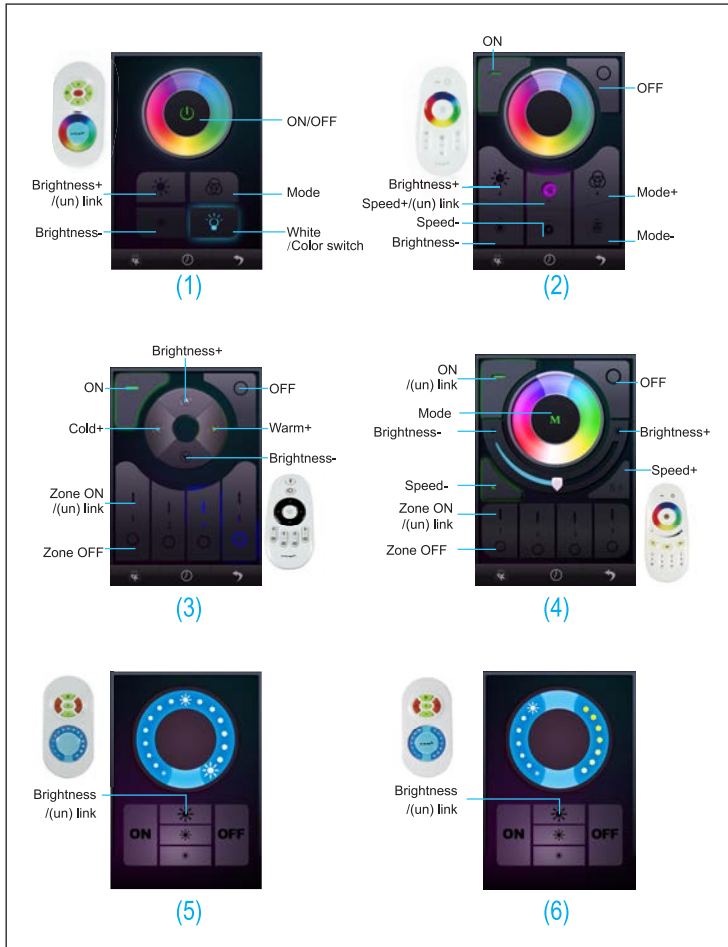 ON/OFF
Brightness+
/(un) link
Mode
Brightness-
White
/Color switch
(1)
ON
OFF
Brightness+
Speed+/(un) link
Speed-
Brightness-
Mode+
Mode-
(2)
Brightness+
ON
OFF
Cold+
Warm+
Brightness-
Zone ON
/(un) link
Zone OFF
(3)
ON
/(un) link
OFF
Mode
M
Brightness-
Brightness+
Speed+
Speed-
S+
Zone ON
/(un) link
Zone OFF
(4)
Brightness
/(un) link
ON
OFF
(5)
Brightness
/(un) link
ON
OFF
(6)